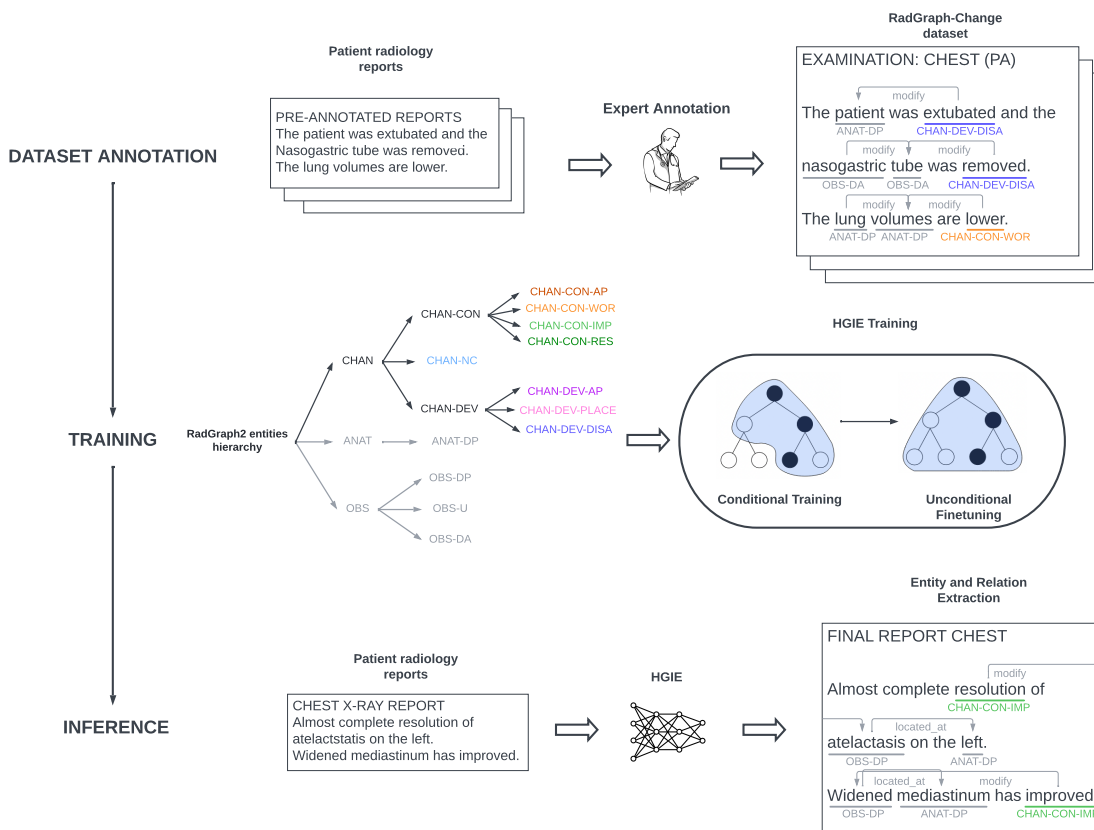 RadGraph-Change
dataset
Patient radiology
reports
EXAMINATION: CHEST (PA)
modify
The patient was extubated and the
ANAT-DP CHAN-DEV-DISA
modify modify
nasogastric tube was removed.
OBS-DA OBS-DA CHAN-DEV-DISA
modify modify
The lung volumes are lower.
ANAT-DP ANAT-DP CHAN-CON-WOR
Expert Annotation
PRE-ANNOTATED REPORTS
The patient was extubated and the
Nasogastric tube was removed.
The lung volumes are lower.
DATASET ANNOTATION
CHAN-CON-AP
CHAN-CON-WOR
CHAN-CON-IMP
CHAN-CON-RES
CHAN-CON
CHAN
CHAN-NC
CHAN-DEV
CHAN-DEV-AP
CHAN-DEV-PLACE
CHAN-DEV-DISA
TRAINING
RadGraph2 entities
hierarchy
ANAT
ANAT-DP
OBS
OBS-DP
OBS-U
OBS-DA
HGIE Training
Conditional Training
Unconditional
Finetuning
Entity and Relation
Extraction
Patient radiology
reports
HGIE
INFERENCE
CHEST X-RAY REPORT
Almost complete resolution of
atelactstatis on the left.
Widened mediastinum has improved.
FINAL REPORT CHEST
modify
Almost complete resolution of
CHAN-CON-IMP
located_at
atelactasis on the left.
OBS-DP ANAT-DP
located_at modify
Widened mediastinum has improved
OBS-DP ANAT-DP CHAN-CON-IMP